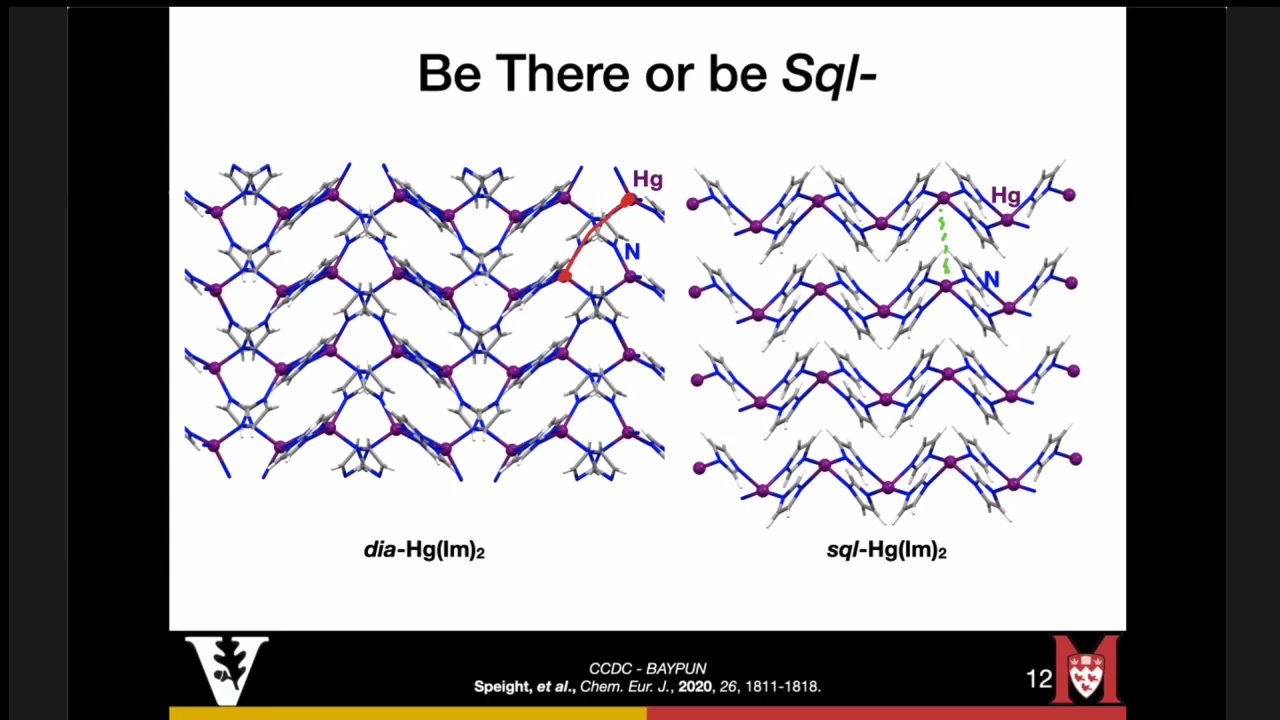 Be There or be Sql-
Hg
N
Hg
N
dia-Hg(Im)₂
sql-Hg(Im)₂
V
CCDC - BAYPUN
Speight, et al., Chem. Eur. J., 2020, 26, 1811-1818.
12
M